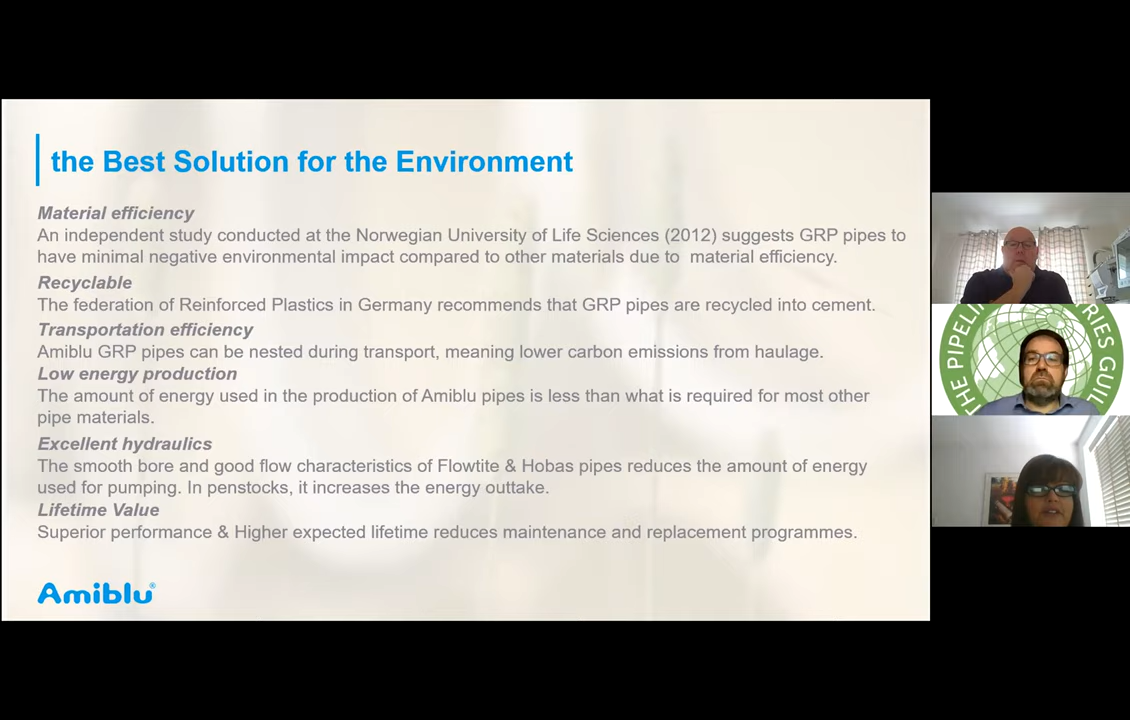 the Best Solution for the Environment
Material efficiency
An independent study conducted at the Norwegian University of Life Sciences (2012) suggests GRP pipes to
have minimal negative environmental impact compared to other materials due to  material efficiency.
Recyclable
The federation of Reinforced Plastics in Germany recommends that GRP pipes are recycled into cement.
Transportation efficiency
Amiblu GRP pipes can be nested during transport, meaning lower carbon emissions from haulage.
Low energy production
The amount of energy used in the production of Amiblu pipes is less than what is required for most other
pipe materials.
Excellent hydraulics
The smooth bore and good flow characteristics of Flowtite & Hobas pipes reduces the amount of energy
used for pumping. In penstocks, it increases the energy outtake.
Lifetime Value
Superior performance & Higher expected lifetime reduces maintenance and replacement programmes.
Amiblu®
THE PIPELIN
RIES GUIL